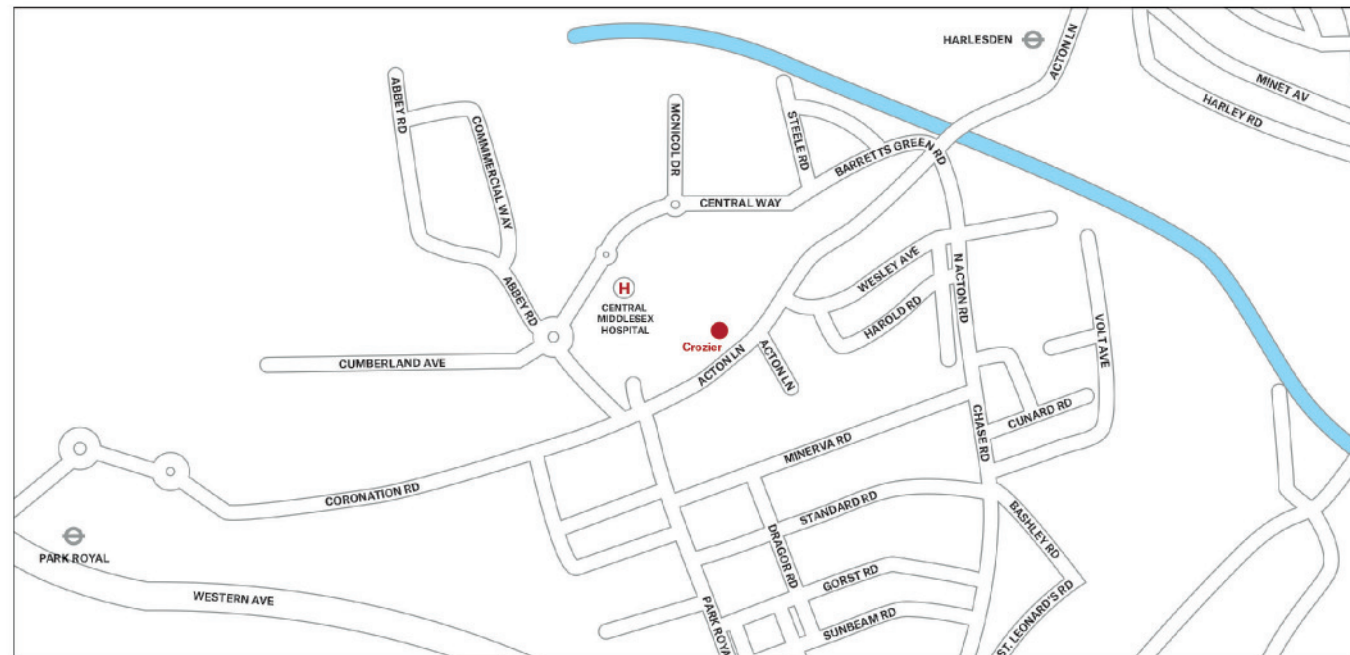 HARLESDEN
ACTON LN
MINET AV
HARLEY RD
ABBEY RD
COMMMERCIAL WAY
MCNICOL DR
STEELE RD
BARRETTS GREEN RD
CENTRAL WAY
ABBEY RD
H
CENTRAL
MIDDLESEX
HOSPITAL
WESLEY AVE
N ACTON RD
HAROLD RD
VOLT AVE
Crozier
ACTON LN
ACTON LN
CUMBERLAND AVE
CUNARD RD
CHASE RD
MINERVA RD
CORONATION RD
STANDARD RD
BASHLEY RD
DRAGOR RD
PARK ROYAL
GORST RD
WESTERN AVE
PARK ROYAL
SUNBEAM RD
ST. LEONARD'S RD